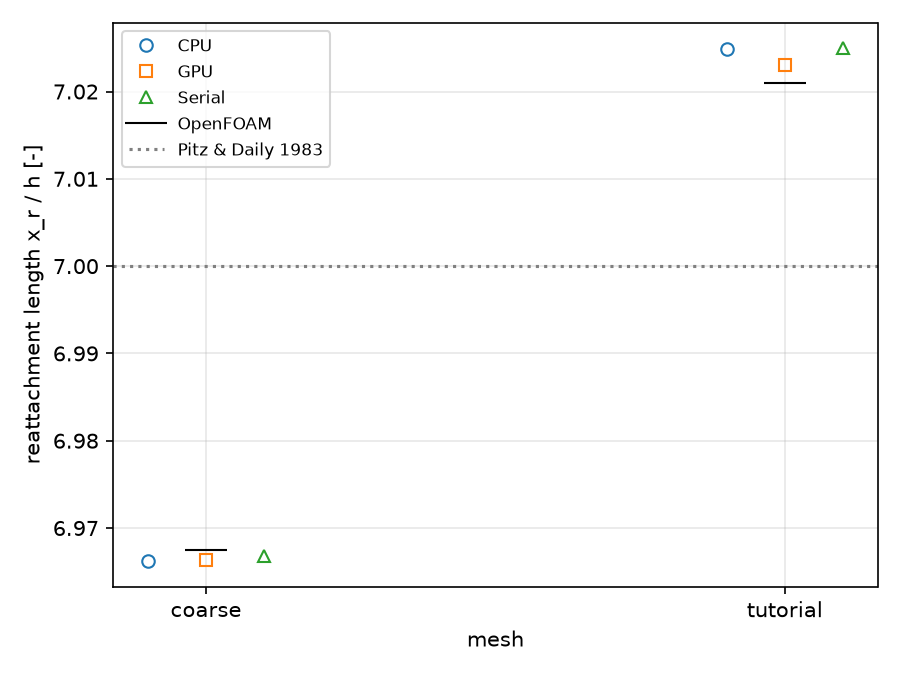 CPU
GPU
Serial
OpenFOAM
Pitz & Daily 1983
reattachment length x_r / h [-]
7.02
7.01
7.00
6.99
6.98
6.97
coarse
tutorial
mesh